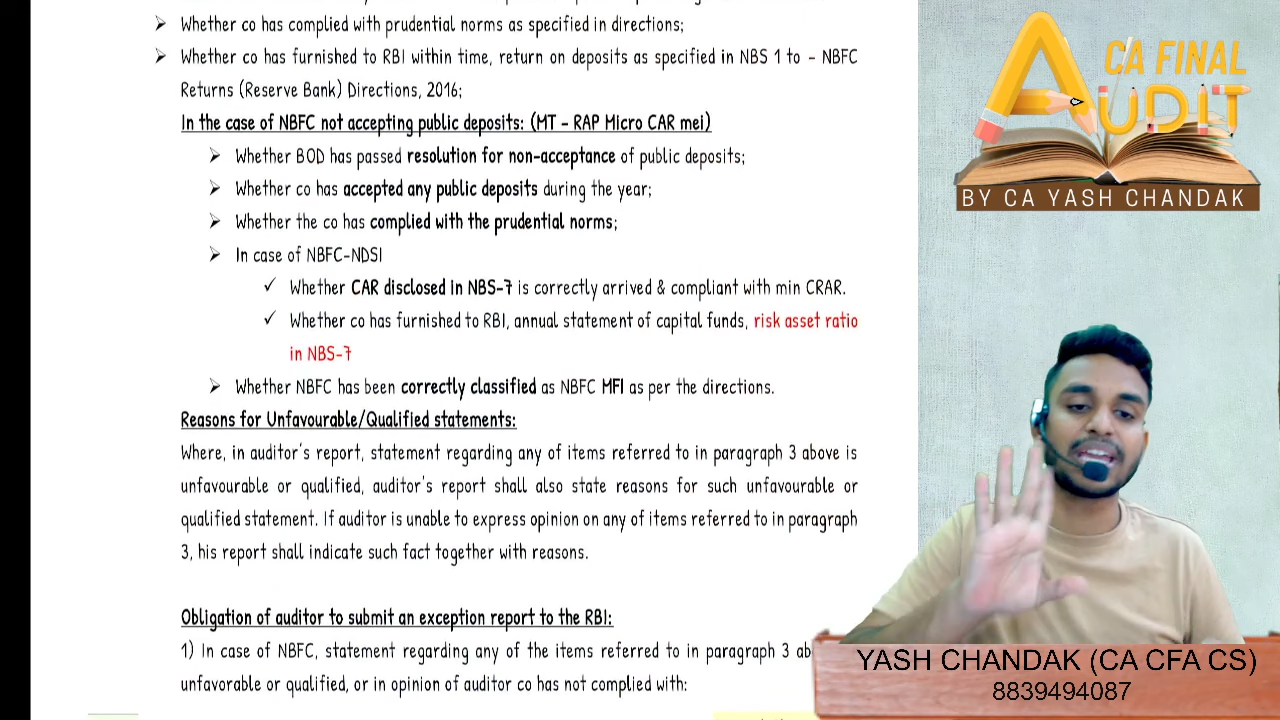 Whether co has complied with prudential norms as specified in directions;
Whether co has furnished to RBI within time, return on deposits as specified in NBS 1 to – NBFC
Returns (Reserve Bank) Directions, 2016;
In the case of NBFC not accepting public deposits: (MT – RAP Micro CAR mei)
Whether BOD has passed resolution for non-acceptance of public deposits;
Whether co has accepted any public deposits during the year;
Whether the co has complied with the prudential norms;
In case of NBFC-NDSI
Whether CAR disclosed in NBS-7 is correctly arrived & compliant with min CRAR.
Whether co has furnished to RBI, annual statement of capital funds, risk asset ratio
in NBS-7
Whether NBFC has been correctly classified as NBFC MFI as per the directions.
Reasons for Unfavourable/Qualified statements:
Where, in auditor's report, statement regarding any of items referred to in paragraph 3 above is
unfavourable or qualified, auditor's report shall also state reasons for such unfavourable or
qualified statement. If auditor is unable to express opinion on any of items referred to in paragraph
3, his report shall indicate such fact together with reasons.
Obligation of auditor to submit an exception report to the RBI:
1) In case of NBFC, statement regarding any of the items referred to in paragraph 3
unfavorable or qualified, or in opinion of auditor co has not complied with:
CA FINAL
AUDIT
BY CA YASH CHANDAK
YASH CHANDAK (CA CFA CS)
8839494087